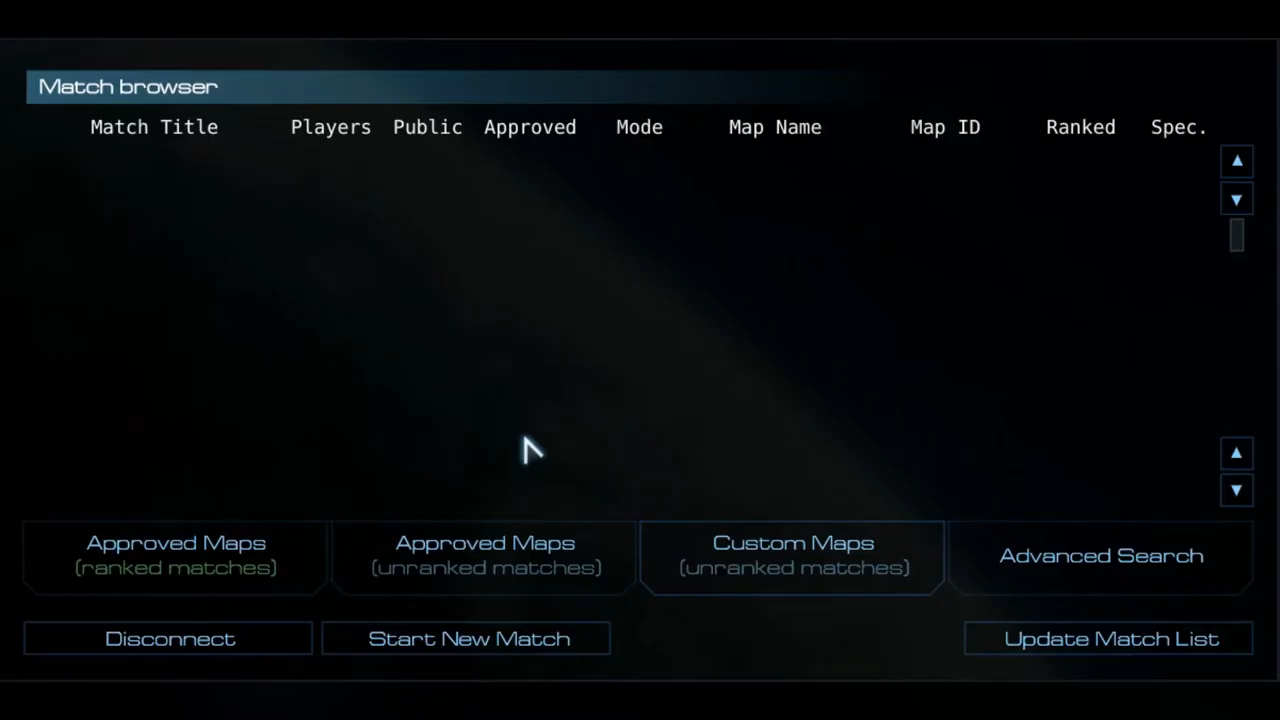 Match browser
Match Title Players Public Approved Mode Map Name Map ID Ranked Spec.
Approved Maps
(ranked matches)
Approved Maps
(unranked matches)
Custom Maps
(unranked matches)
Advanced Search
Disconnect
Start New Match
Update Match List